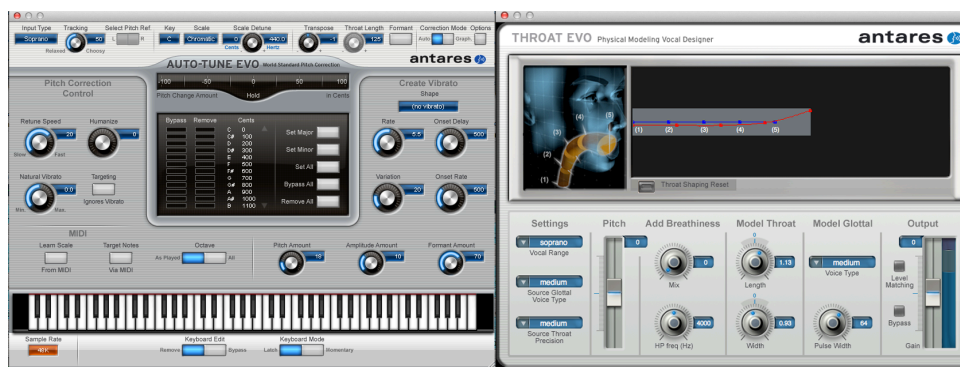 Input Type Tracking Select Pitch Ref. Key Scale Scale Detune Transpose Throat Length Formant Correction Mode Options
Soprano 50 L R C Chromatic 0 440.0 -1 125 Auto Graph.
Relaxed Choosy Cents Hertz
antares
AUTO-TUNE EVO World Standard Pitch Correction
-100 -50 0 50 100
Pitch Change Amount Hold in Cents
Pitch Correction
Control
Retune Speed Humanize
20 0
Slow Fast
Natural Vibrato Targeting
0.0
Min. Max. Ignores Vibrato
Bypass Remove Cents
C 0
C# 100
D 200
D# 300
E 400
F 500
F# 600
G 700
G# 800
A 900
A# 1000
B 1100
Set Major
Set Minor
Set All
Bypass All
Remove All
Create Vibrato
Shape
(no vibrato)
Rate Onset Delay
5.5 500
Variation Onset Rate
20 500
MIDI
Learn Scale Target Notes Octave Pitch Amount Amplitude Amount Formant Amount
As Played All 10 70
From MIDI Via MIDI
Sample Rate Keyboard Edit Keyboard Mode
Remove Bypass Latch Momentary
THROAT EVO Physical Modeling Vocal Designer
antares
(1)
(2)
(3)
(4)
(5)
(1) (2) (3) (4) (5)
Throat Shaping Reset
Settings Pitch Add Breathiness Model Throat Model Glottal Output
soprano
Vocal Range
medium
Source Glottal
Voice Type
medium
Source Throat
Precision
0
0
Mix
4000
HP freq (Hz)
0
1.13
Length
0
0.93
Width
medium
Voice Type
64
Pulse Width
0
Level
Matching
Bypass
Gain